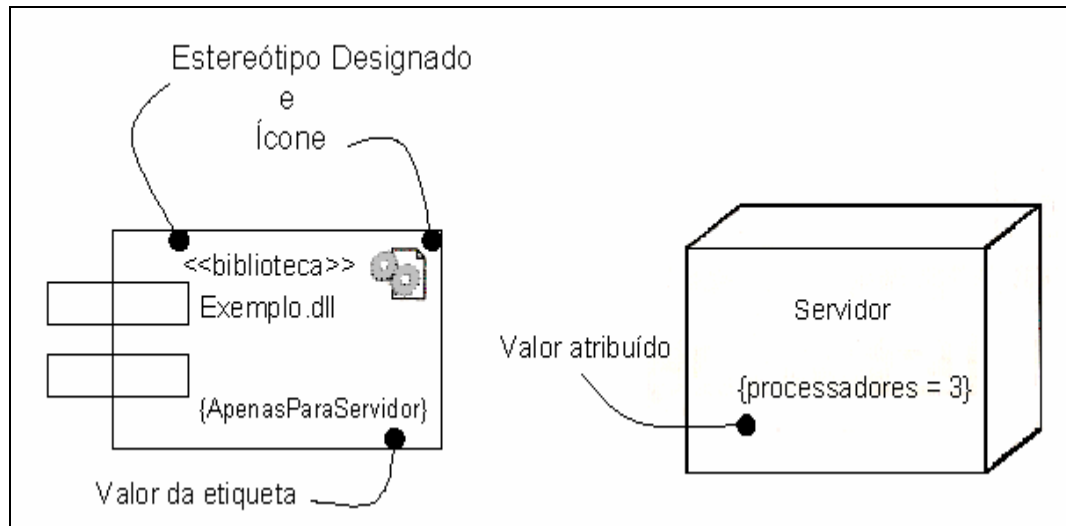 Estereótipo Designado
e
Ícone
<<biblioteca>>
Exemplo.dll
{ApenasParaServidor}
Valor da etiqueta
Servidor
Valor atribuído
{processadores = 3}